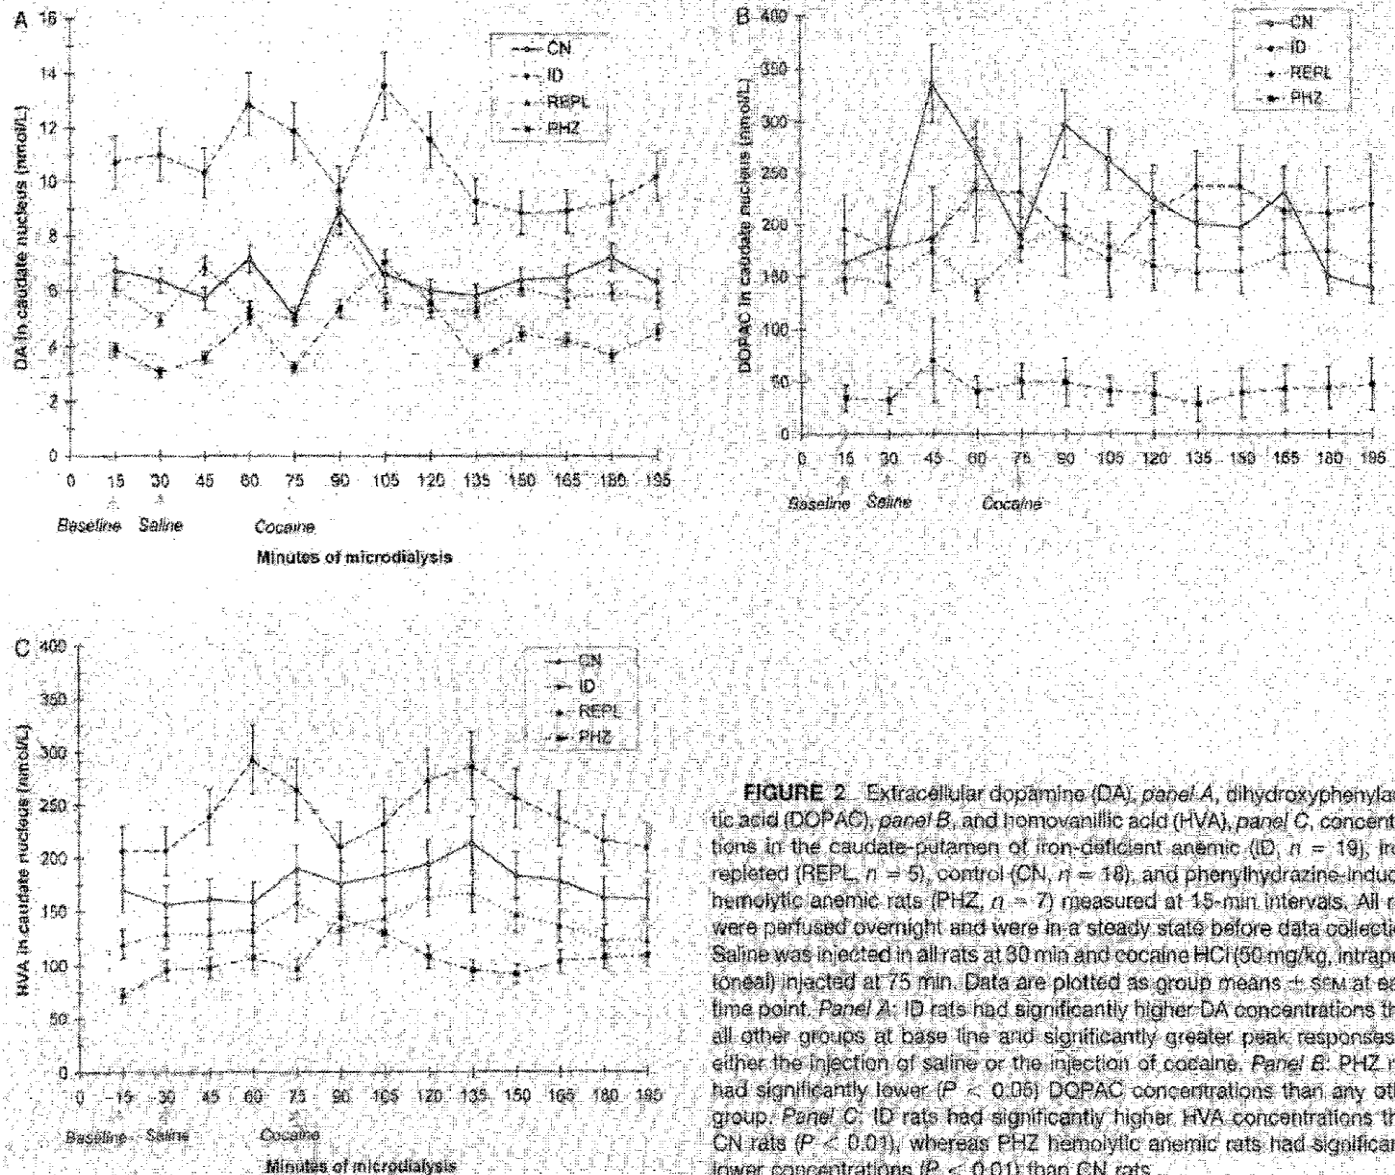 A
16
14
12
10
8
6
4
2
0
DA in caudate nucleus (nmol/L)
CN
ID
REPL
PHZ
0 15 30 45 60 75 90 105 120 135 150 165 180 195
Baseline Saline Cocaine
Minutes of microdialysis
B
400
350
300
250
200
150
100
50
0
DOPAC in caudate nucleus (nmol/L)
CN
ID
REPL
PHZ
0 15 30 45 60 75 90 105 120 135 150 165 180 195
Baseline Saline Cocaine
C
400
350
300
250
200
150
100
50
0
HVA in caudate nucleus (nmol/L)
CN
ID
REPL
PHZ
0 15 30 45 60 75 90 105 120 135 150 165 180 195
Baseline Saline Cocaine
Minutes of microdialysis
FIGURE 2 Extracellular dopamine (DA), panel A, dihydroxyphenylac
tic acid (DOPAC), panel B, and homovanillic acid (HVA), panel C, concent
tions in the caudate-putamen of iron-deficient anemic (ID, n = 19), iro
repleted (REPL, n = 5), control (CN, n = 18), and phenylhydrazine-induc
hemolytic anemic rats (PHZ, n = 7) measured at 15-min intervals. All r
were perfused overnight and were in a steady state before data collectio
Saline was injected in all rats at 30 min and cocaine HCl (50 mg/kg, intrape
toneal) injected at 75 min. Data are plotted as group means ± SEM at ea
time point. Panel A: ID rats had significantly higher DA concentrations th
all other groups at base line and significantly greater peak responses
either the injection of saline or the injection of cocaine. Panel B: PHZ r
had significantly lower (P < 0.05) DOPAC concentrations than any oth
group. Panel C: ID rats had significantly higher HVA concentrations th
CN rats (P < 0.01), whereas PHZ hemolytic anemic rats had significan
lower concentrations (P < 0.01) than CN rats.